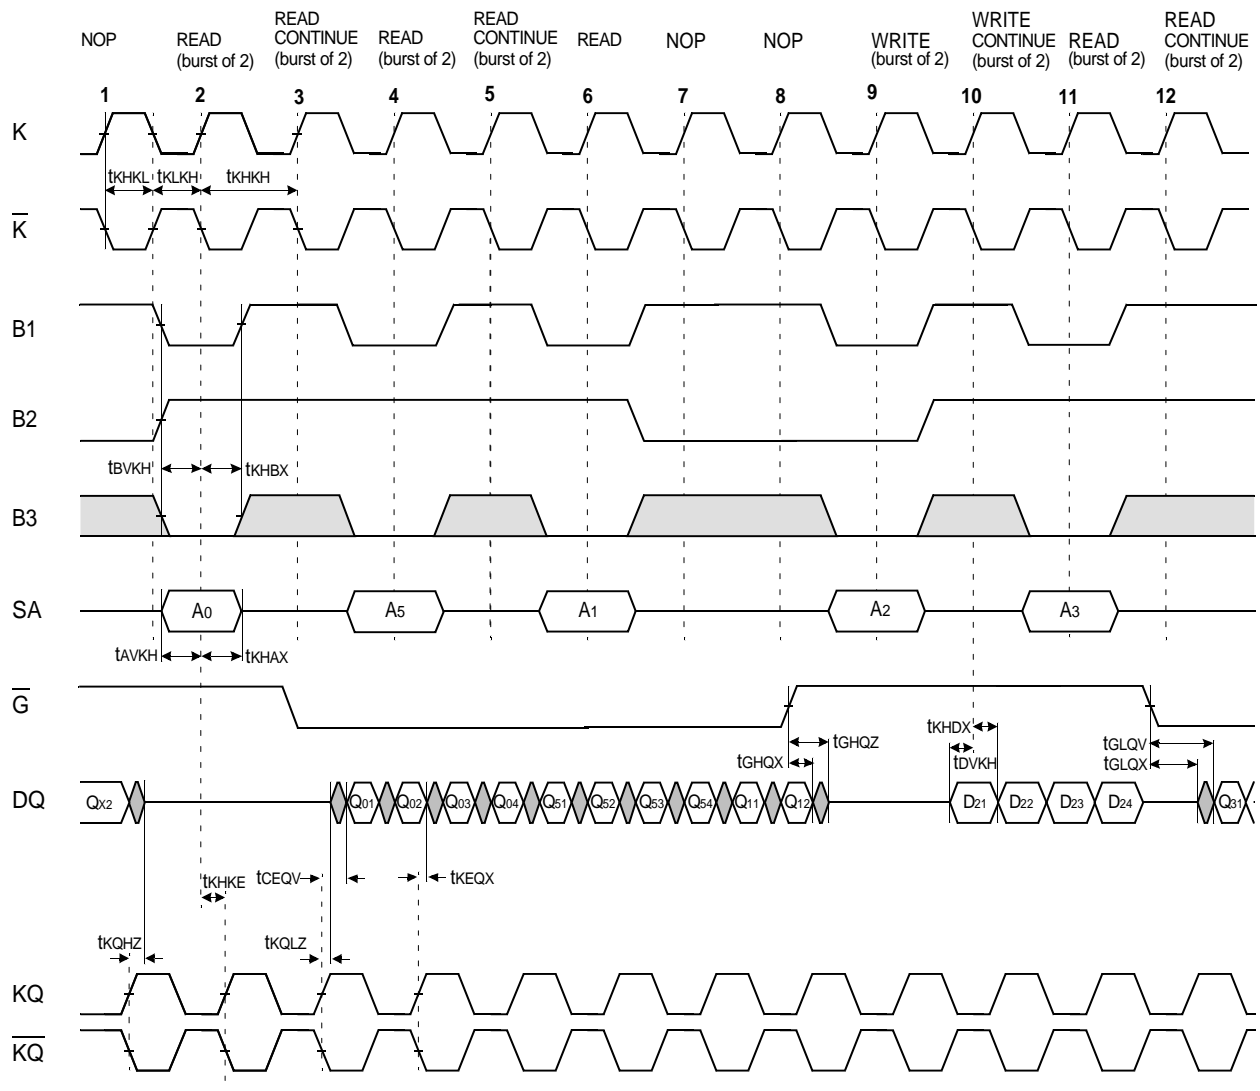 NOP
READ
(burst of 2)
READ
CONTINUE
(burst of 2)
READ
(burst of 2)
READ
CONTINUE
(burst of 2)
READ
NOP
NOP
WRITE
(burst of 2)
WRITE
CONTINUE
(burst of 2)
READ
(burst of 2)
READ
CONTINUE
(burst of 2)
1 2 3 4 5 6 7 8 9 10 11 12
K
tKHKL tKLKH tKHKH
K
B1
B2
tBVKH tKHBX
B3
SA A0 A5 A1 A2 A3
tAVKH tKHAX
G
tKHDX tGHQZ tGLQV
tGHQX tDVKH tGLQX
DQ QX2 Q01 Q02 Q03 Q04 Q51 Q52 Q53 Q54 Q11 Q12 D21 D22 D23 D24 Q31
tKHKE tCEQV tKEQX
tKQHZ tKQLZ
KQ
KQ